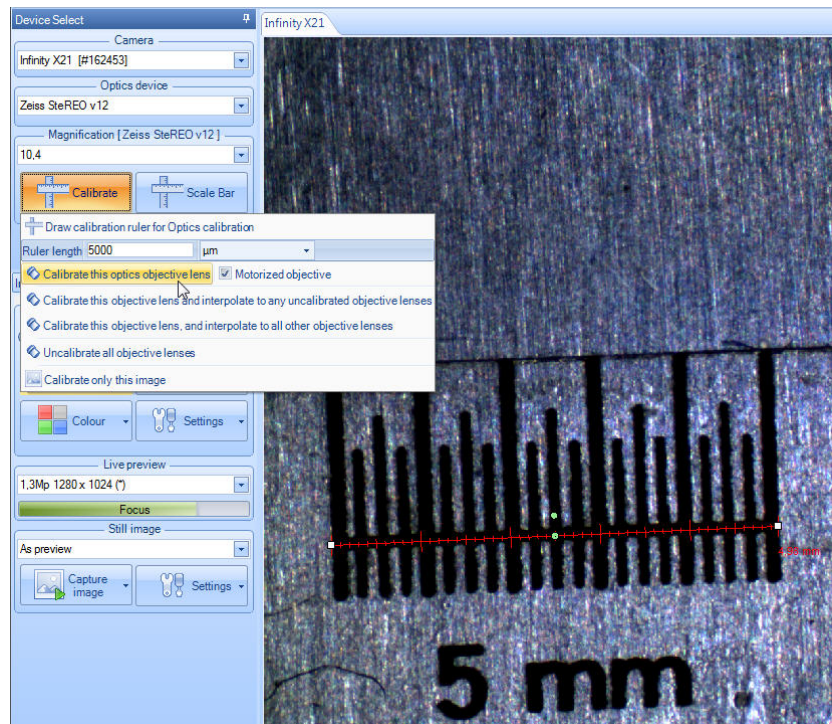 Device Select
Camera
Infinity X21 [#162453]
Optics device
Zeiss SteREO v12
Magnification [Zeiss SteREO v12]
10,4
Calibrate
Scale Bar
Draw calibration ruler for Optics calibration
Ruler length 5000 µm
Calibrate this optics objective lens Motorized objective
Calibrate this objective lens and interpolate to any uncalibrated objective lenses
Calibrate this objective lens, and interpolate to all other objective lenses
Uncalibrate all objective lenses
Calibrate only this image
Colour
Settings
Live preview
1,3Mp 1280 x 1024 (*)
Focus
Still image
As preview
Capture image
Settings
Infinity X21
5 mm